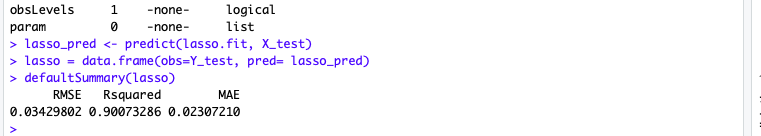 obsLevels 1 -none- logical
param 0 -none- list
> lasso_pred <- predict(lasso.fit, X_test)
> lasso = data.frame(obs=Y_test, pred= lasso_pred)
> defaultSummary(lasso)
RMSE Rsquared MAE
0.03429802 0.90073286 0.02307210
>